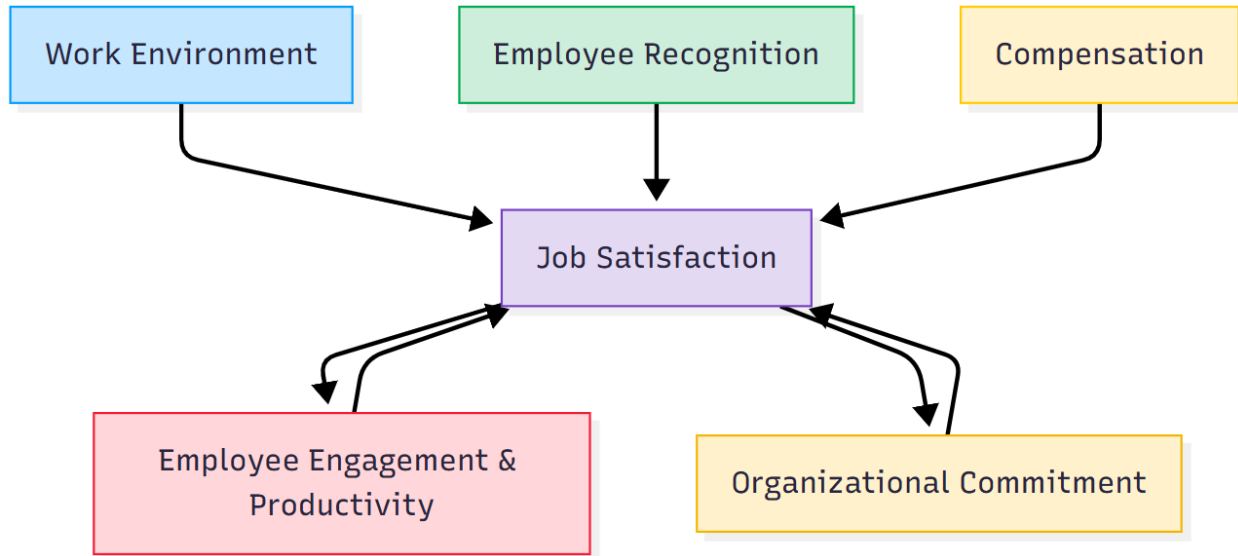 Work Environment
Employee Recognition
Compensation
Job Satisfaction
Employee Engagement &
Productivity
Organizational Commitment